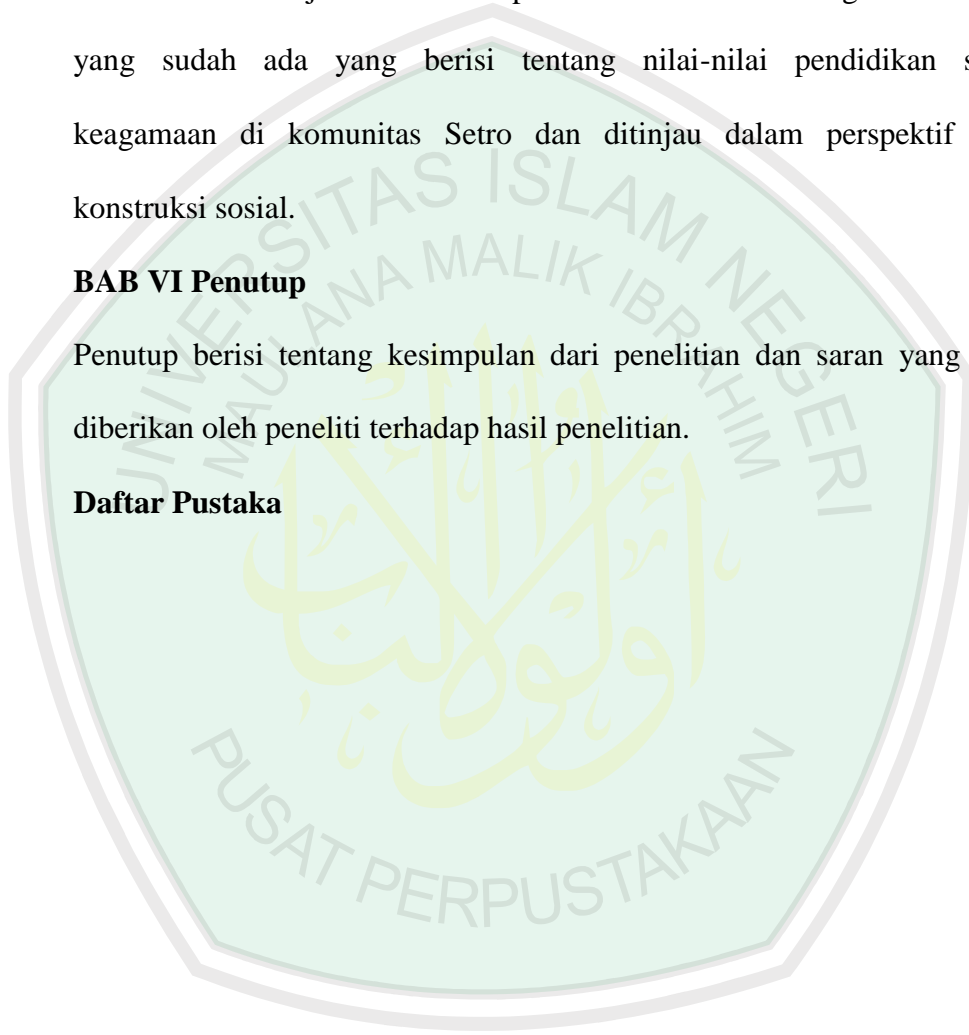 yang sudah ada yang berisi tentang nilai-nilai pendidikan
keagamaan di komunitas Setro dan ditinjau dalam perspektif
konstruksi sosial.
BAB VI Penutup
Penutup berisi tentang kesimpulan dari penelitian dan saran yang
diberikan oleh peneliti terhadap hasil penelitian.
Daftar Pustaka
UNIVERSITAS ISLAM NEGERI
MAULANA MALIK IBRAHIM
أولوا الألباب
PUSAT PERPUSTAKAAN